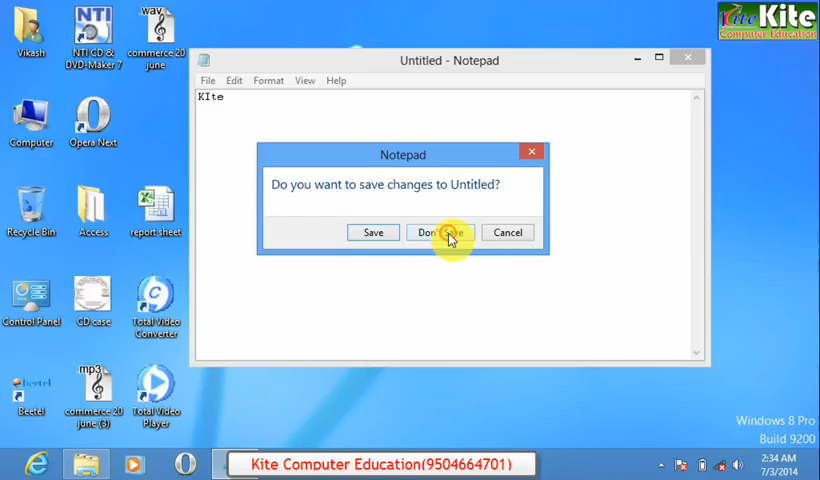 Vikash
NTI CD &
DVD-Maker 7
wav
commerce 20
june
Kite Kite
Computer Education
Untitled - Notepad
File Edit Format View Help
KIte
Computer
Opera Next
Notepad
Do you want to save changes to Untitled?
Save
Cancel
Recycle Bin
Access
report sheet
Control Panel
CD case
Total Video
Converter
mp3
beetel
Beetel
commerce 20
june (3)
Total Video
Player
Windows 8 Pro
Build 9200
Kite Computer Education(9504664701)
2:34 AM
7/3/2014